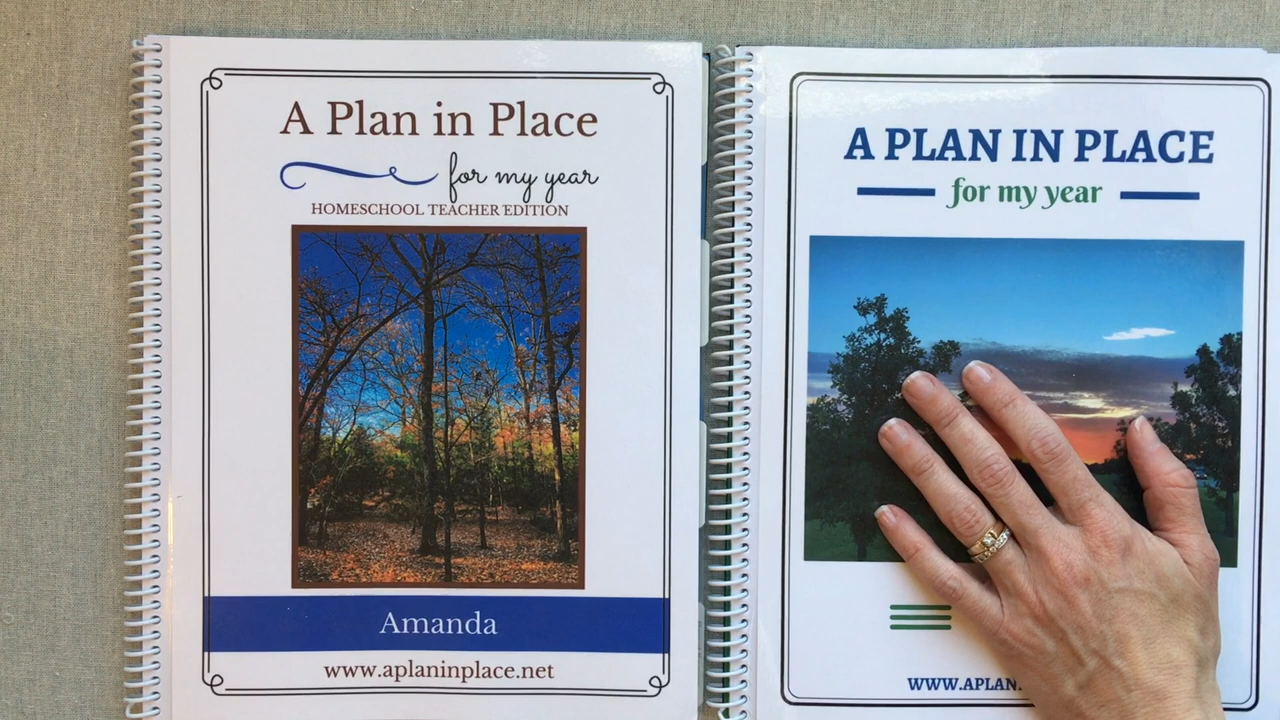 A Plan in Place
for my year
HOMESCHOOL TEACHER EDITION
Amanda
www.aplaninplace.net
A PLAN IN PLACE
for my year